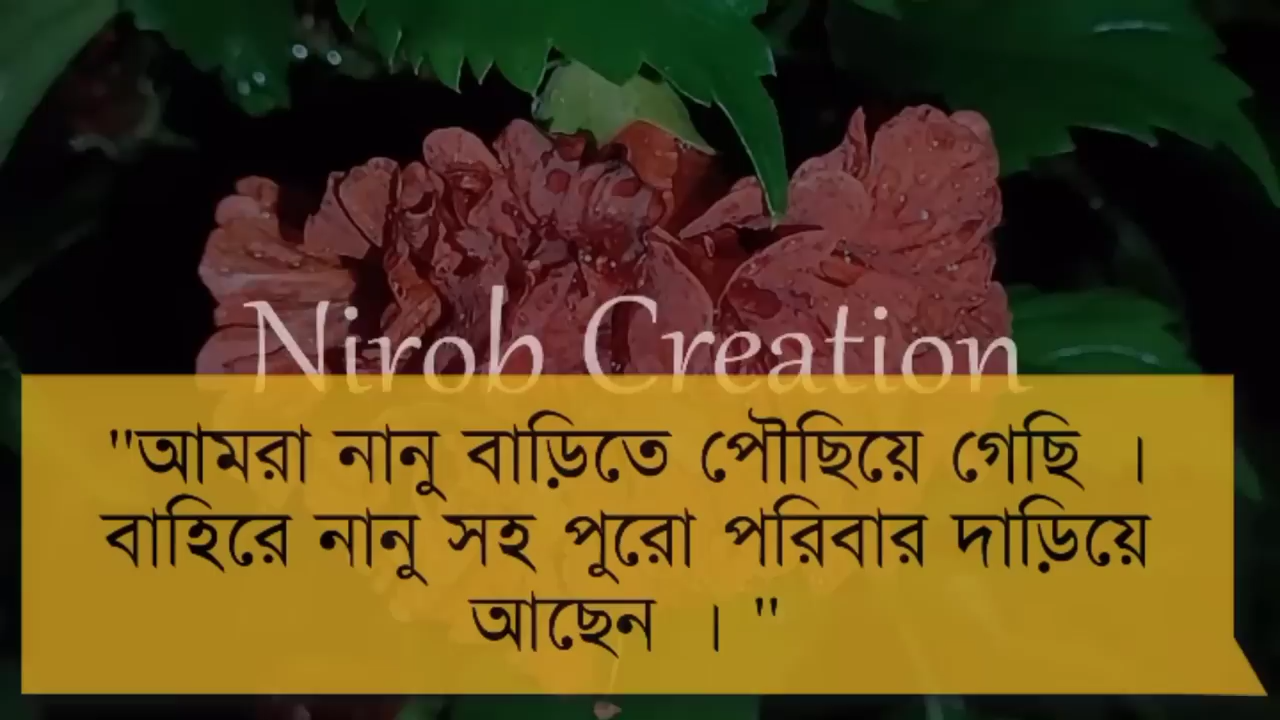 Nirob Creation
"আমরা নানু বাড়িতে পৌছিয়ে গেছি ।
বাহিরে নানু সহ পুরো পরিবার দাড়িয়ে
আছেন । "